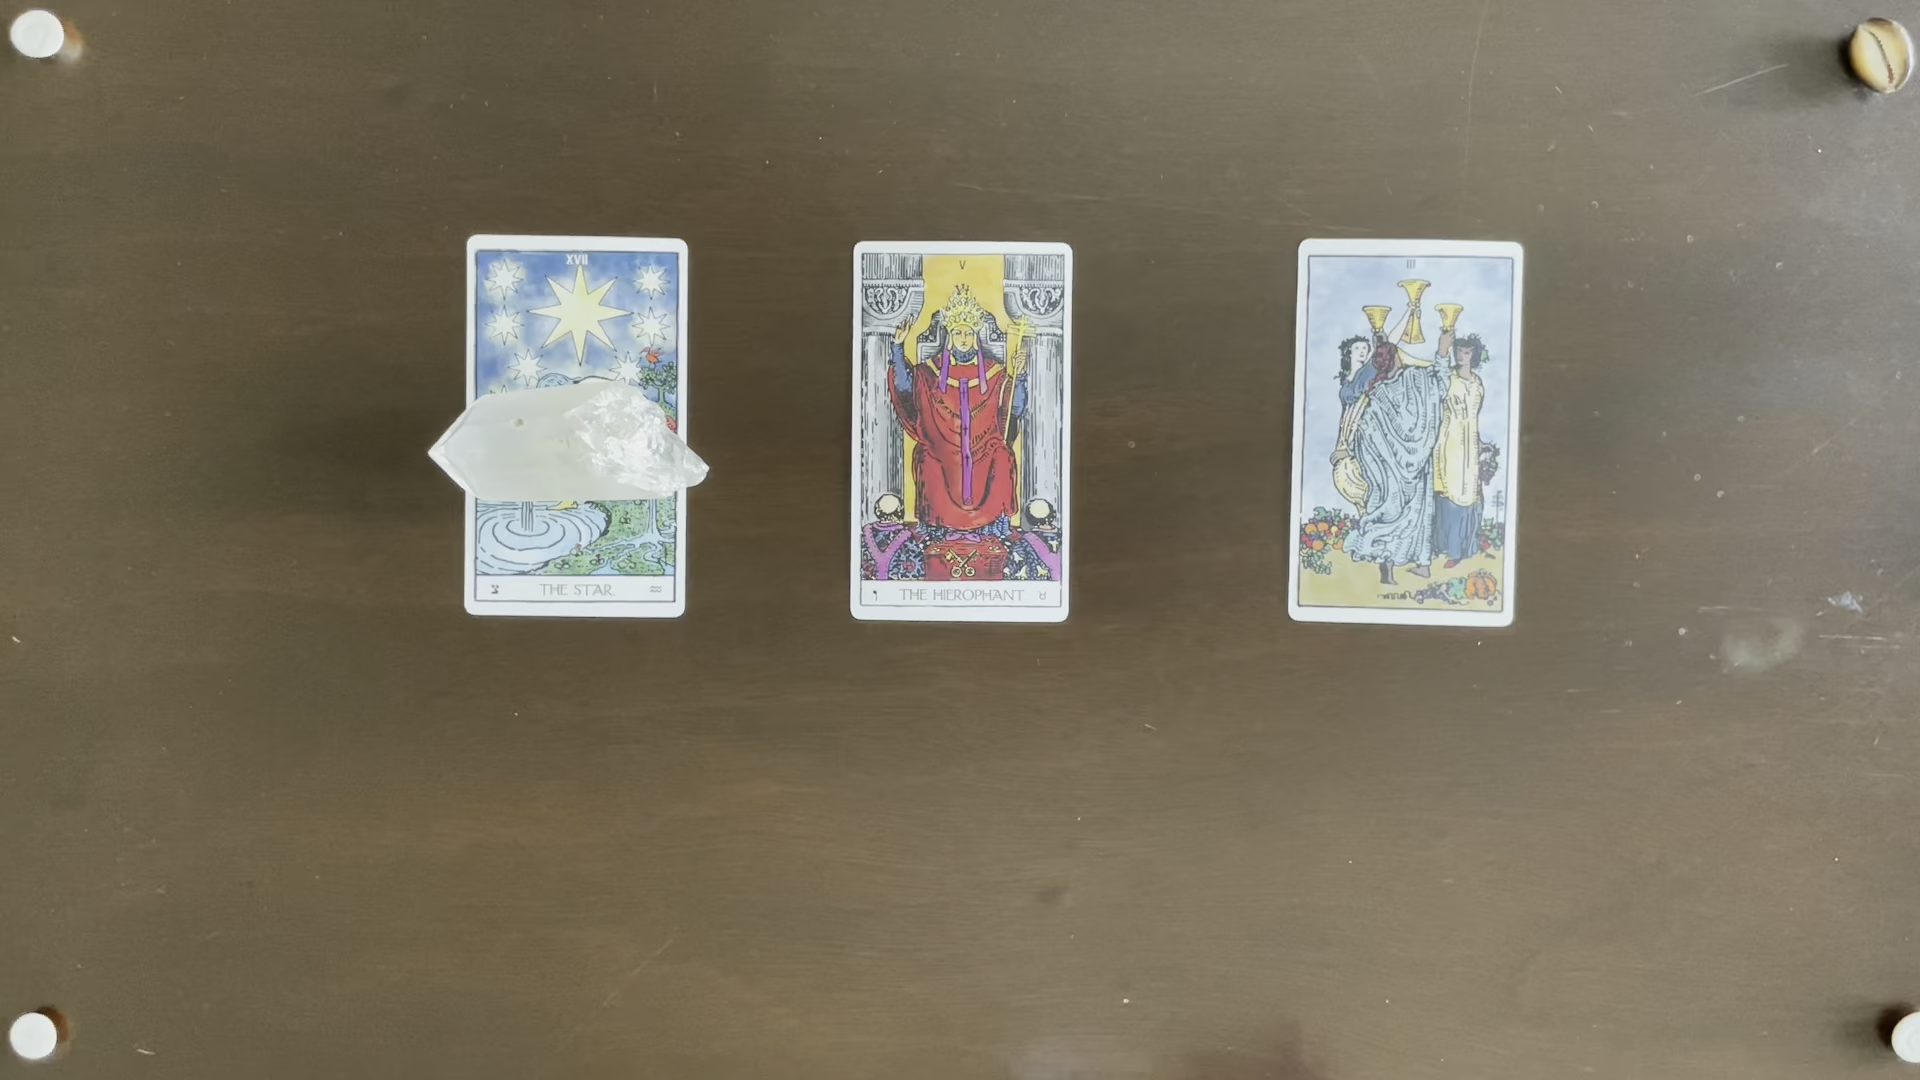 XVII
צ THE STAR ♒
V
ו THE HIEROPHANT ♉
III